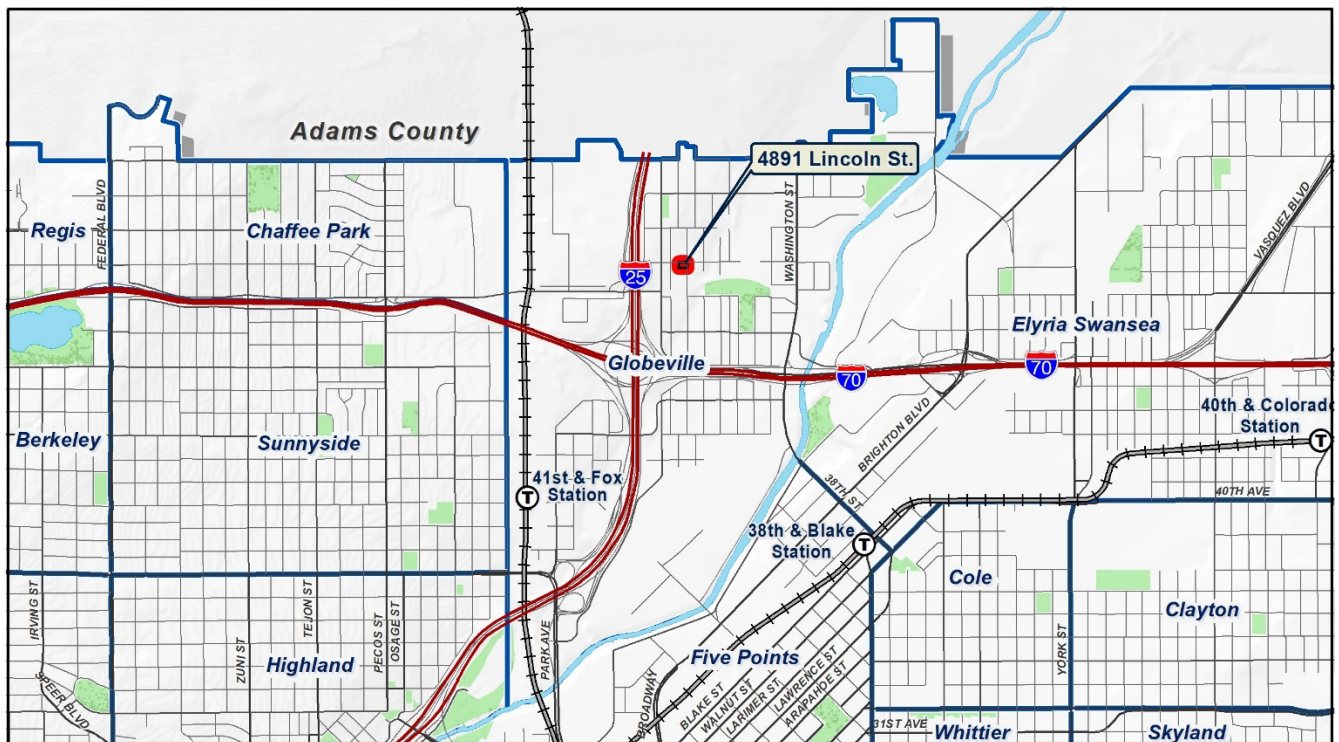 Adams County
4891 Lincoln St.
Regis
FEDERAL BLVD
Chaffee Park
WASHINGTON ST
VASQUEZ BLVD
25
Elyria Swansea
Globeville
70
70
40th & Colorado
Station
T
Berkeley
Sunnyside
BRIGHTON BLVD
41st & Fox
Station
T
38TH ST
40TH AVE
38th & Blake
Station
T
Cole
Clayton
IRVING ST
ZUNI ST
TEJON ST
PECOS ST
OSAGE ST
PARK AVE
YORK ST
Highland
Five Points
SPEER BLVD
BROADWAY
BLAKE ST
WALNUT ST
LARIMER ST
LAWRENCE ST
ARAPAHOE ST
31ST AVE
Whittier
Skyland